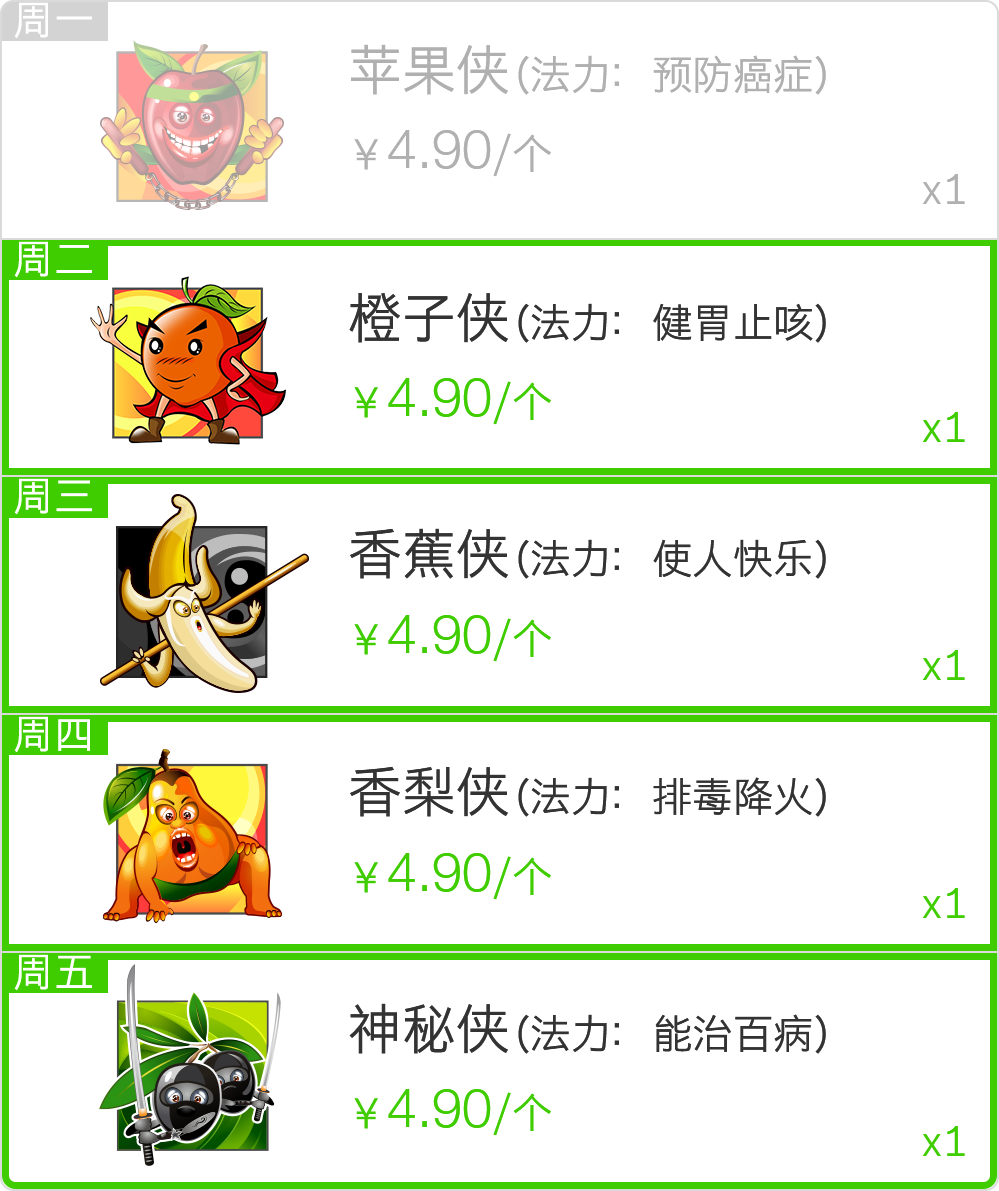 周一
苹果侠(法力：预防癌症)
￥4.90/个
x1
周二
橙子侠(法力：健胃止咳)
￥4.90/个
x1
周三
香蕉侠(法力：使人快乐)
￥4.90/个
x1
周四
香梨侠(法力：排毒降火)
￥4.90/个
x1
周五
神秘侠(法力：能治百病)
￥4.90/个
x1